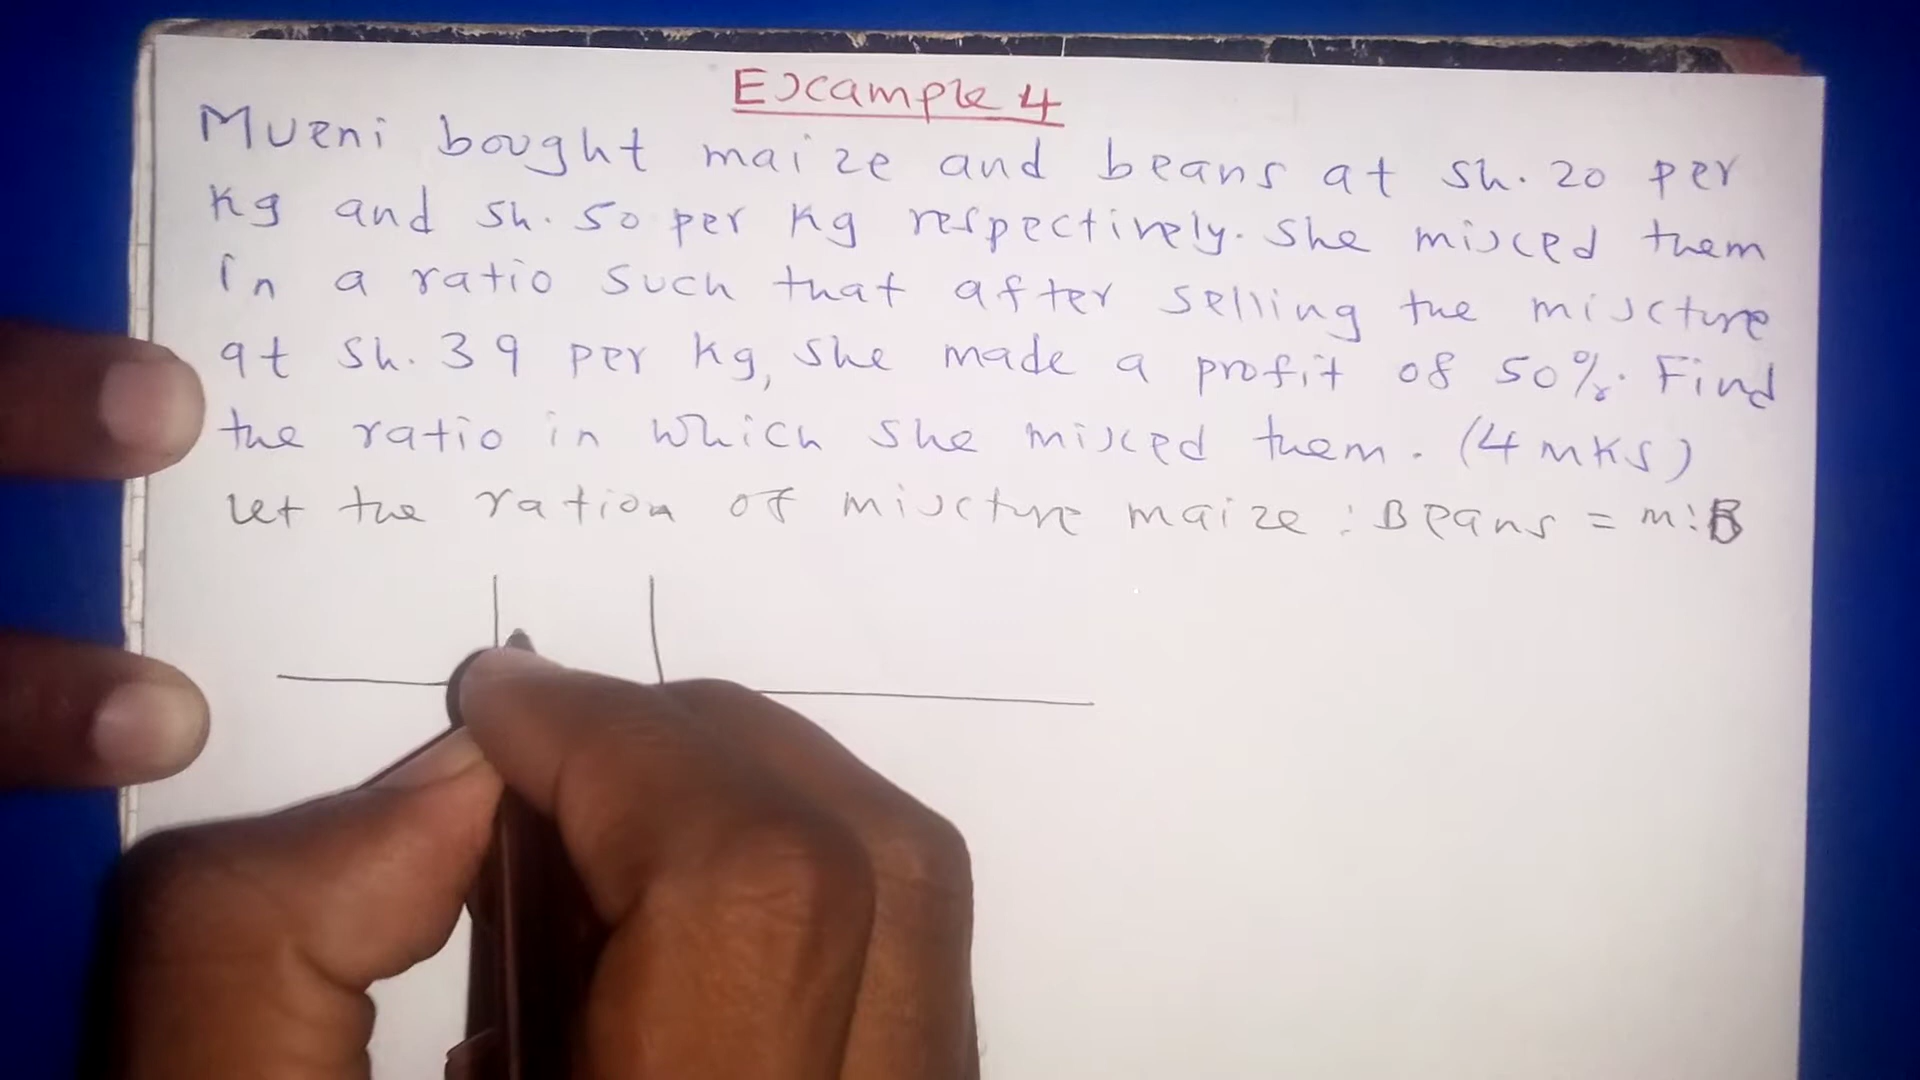 Example 4
Mueni bought maize and beans at sh. 20 per
kg and sh. 50 per kg respectively. She mixed them
in a ratio such that after selling the mixture
at sh. 39 per kg, she made a profit of 50%. Find
the ratio in which she mixed them. (4 mks)
let the ration of mixture maize : Beans = m:B